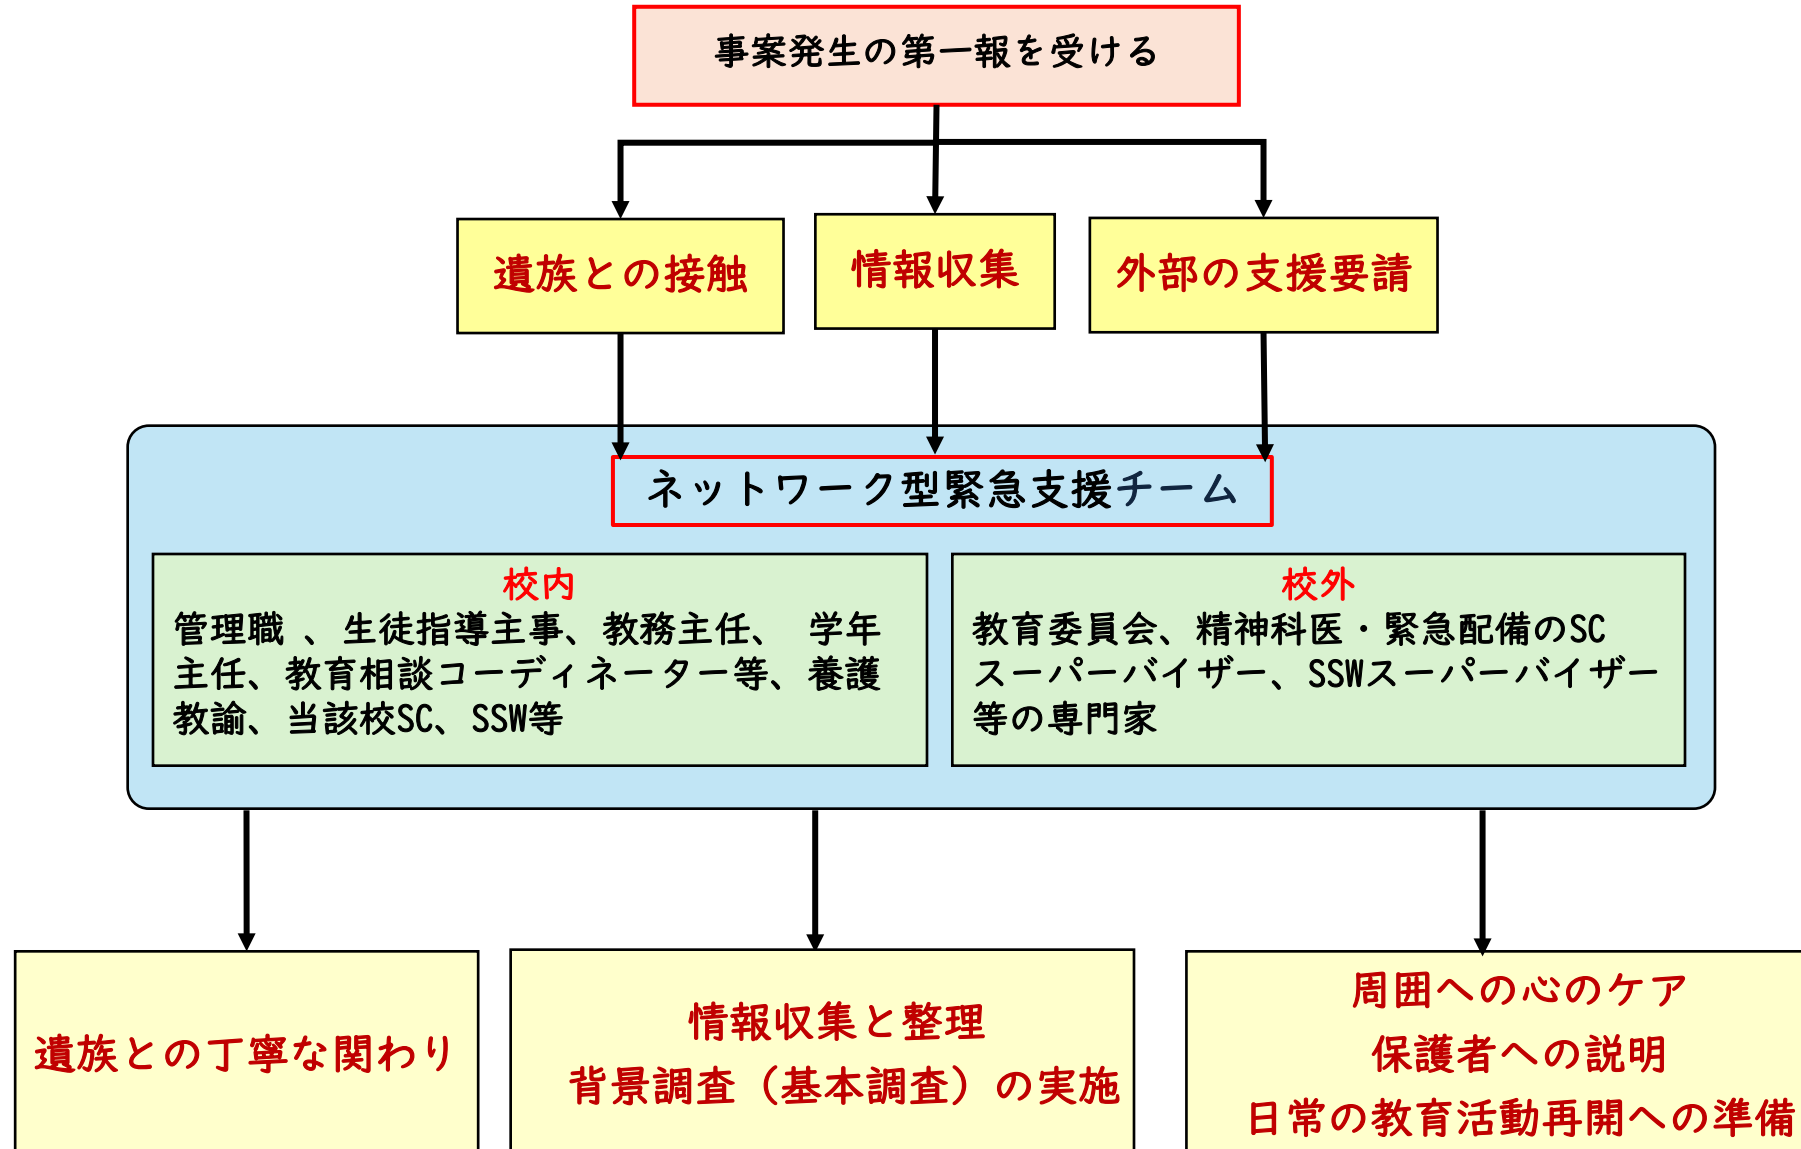 事案発生の第一報を受ける
遺族との接触
情報収集
外部の支援要請
ネットワーク型緊急支援チーム
校内
管理職 、生徒指導主事、教務主任、 学年
主任、教育相談コーディネーター等、養護
教諭、当該校SC、SSW等
校外
教育委員会、精神科医・緊急配備のSC
スーパーバイザー、SSWスーパーバイザー
等の専門家
遺族との丁寧な関わり
情報収集と整理
背景調査（基本調査）の実施
周囲への心のケア
保護者への説明
日常の教育活動再開への準備